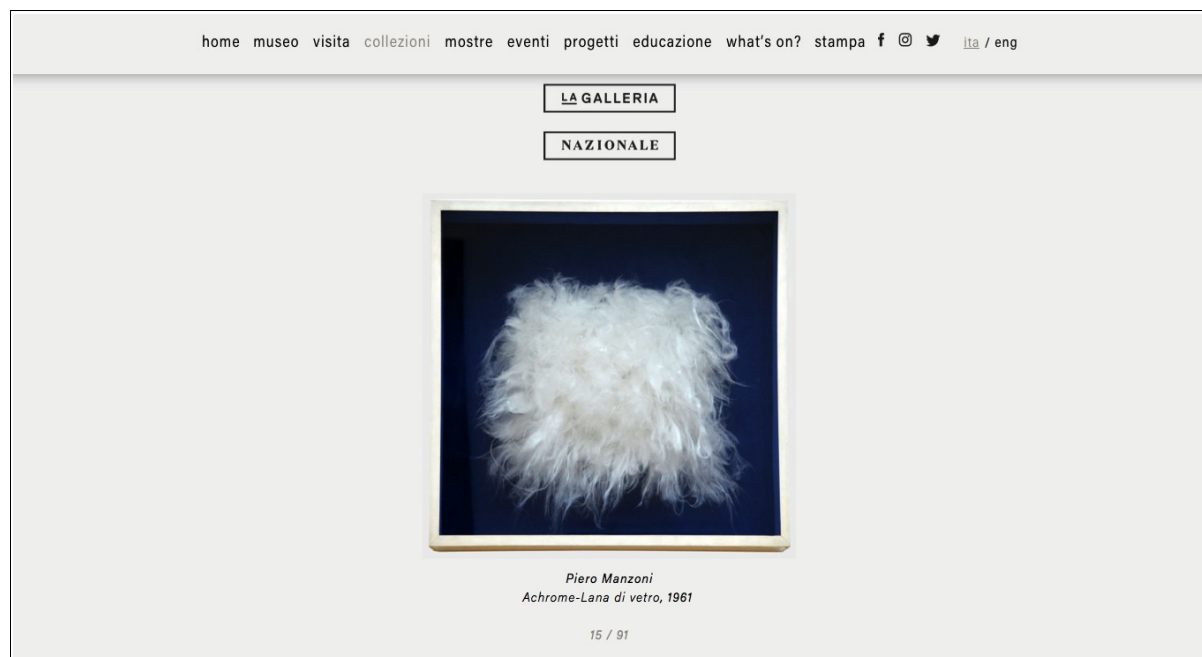 home museo visita collezioni mostre eventi progetti educazione what's on? stampa ita / eng
LA GALLERIA
NAZIONALE
Piero Manzoni
Achrome-Lana di vetro, 1961
15 / 91